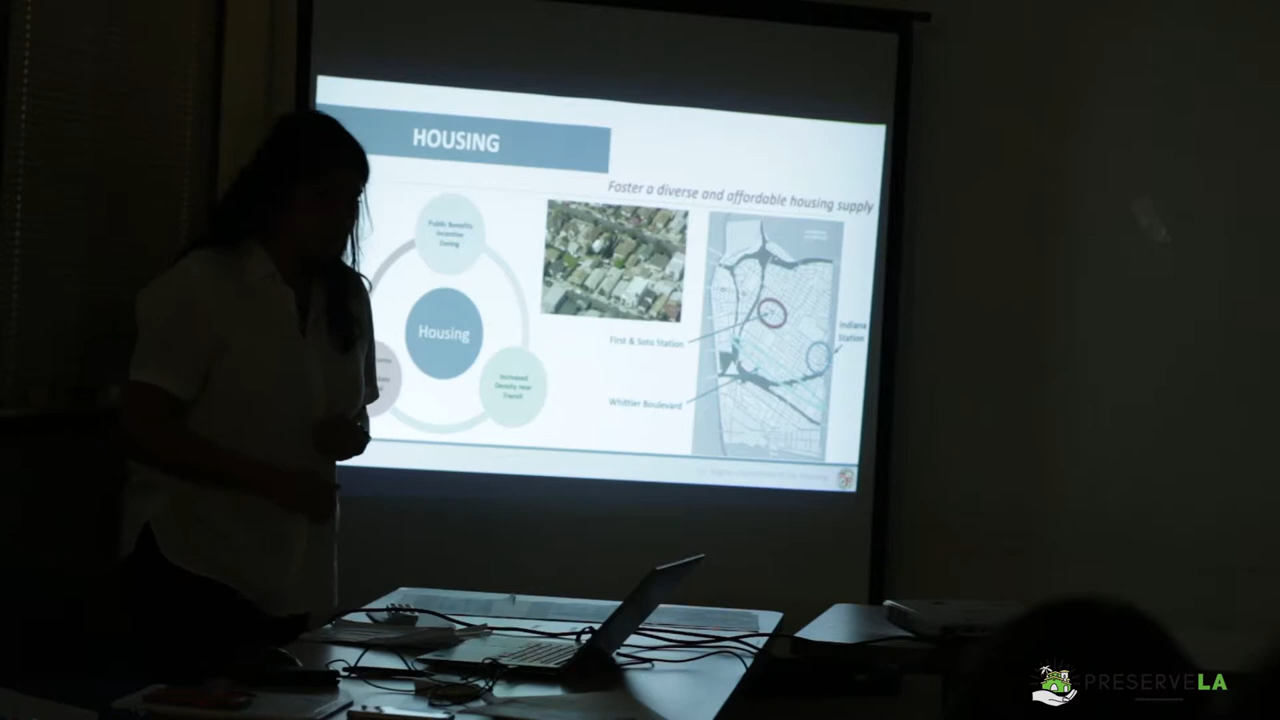 HOUSING
Foster a diverse and affordable housing supply
Public Benefits
Incentive
Zoning
Housing
Increased
Density near
Transit
First & Soto Station
Indiana
Station
Whittier Boulevard
PRESERVELA